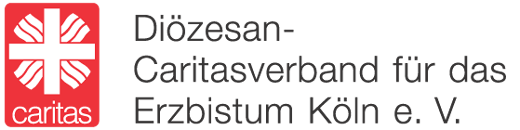 caritas
Diözesan-
Caritasverband für das
Erzbistum Köln e. V.